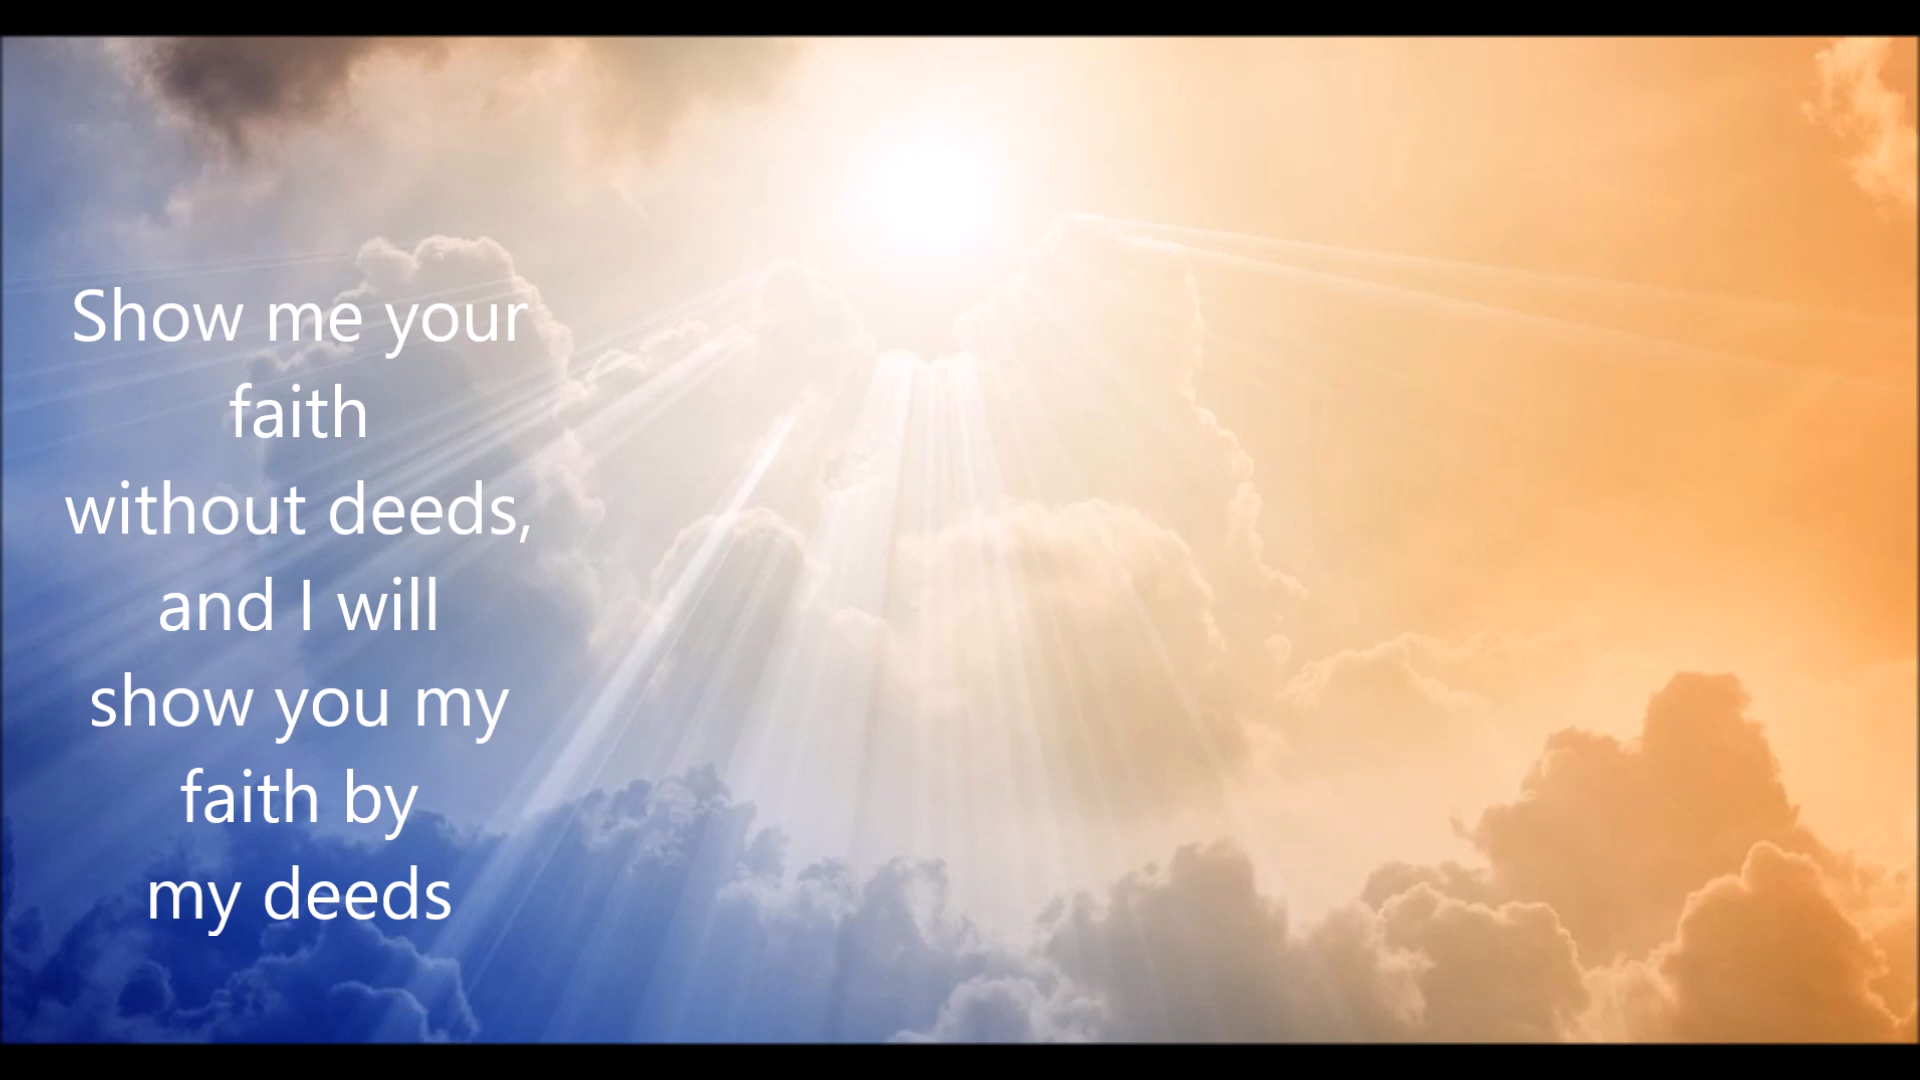 Show me your
faith
without deeds,
and I will
show you my
faith by
my deeds